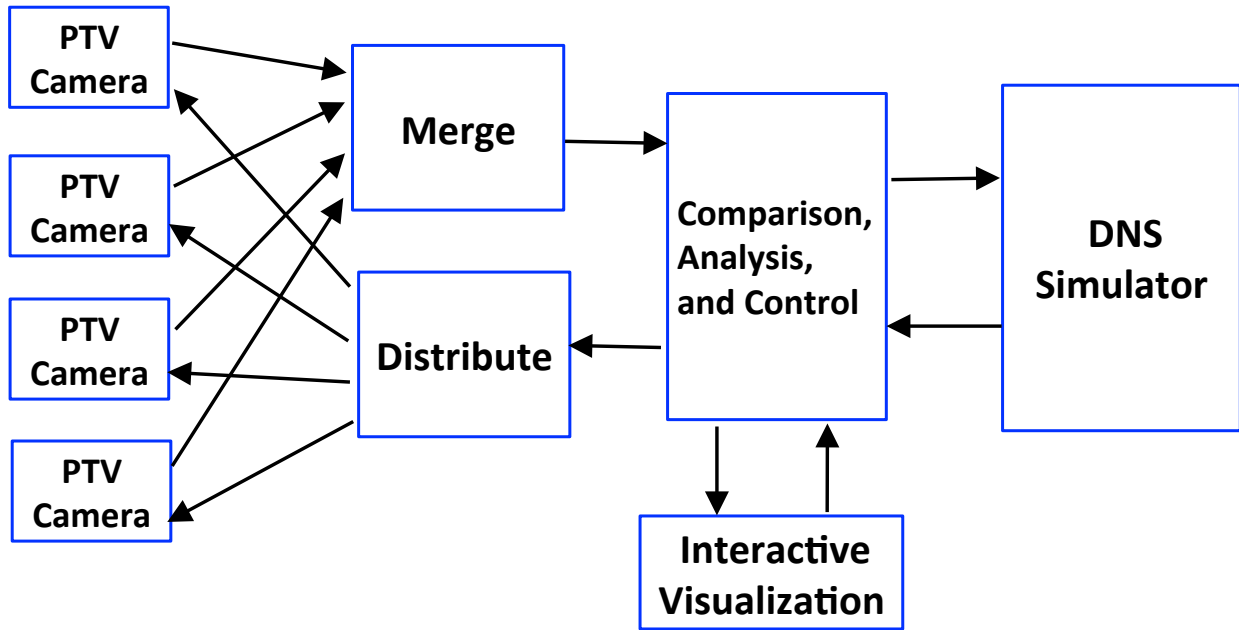 PTV
Camera
PTV
Camera
PTV
Camera
PTV
Camera
Merge
Distribute
Comparison,
Analysis,
and Control
DNS
Simulator
Interactive
Visualization